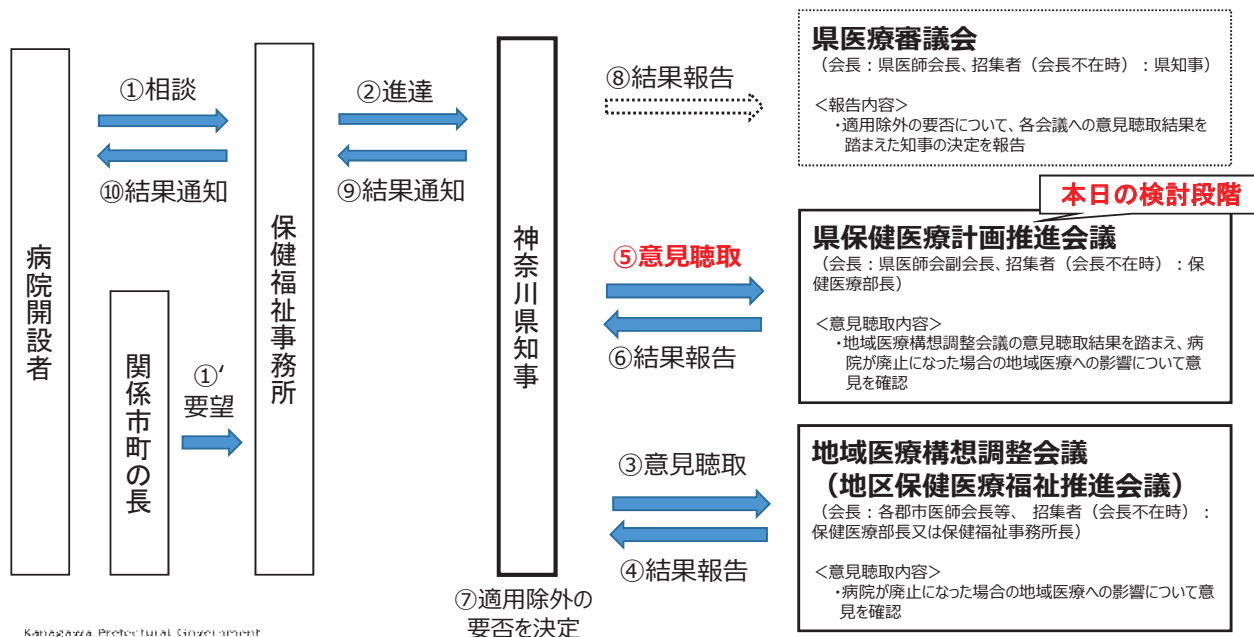 病院開設者
①相談
⑩結果通知
関係市町の長
①‘
要望
保健福祉事務所
②進達
⑨結果通知
神奈川県知事
⑦適用除外の
要否を決定
⑧結果報告
県医療審議会
（会長：県医師会長、招集者（会長不在時）：県知事）
＜報告内容＞
・適用除外の要否について、各会議への意見聴取結果を
踏まえた知事の決定を報告
本日の検討段階
⑤意見聴取
⑥結果報告
県保健医療計画推進会議
（会長：県医師会副会長、招集者（会長不在時）：保
健医療部長）
＜意見聴取内容＞
・地域医療構想調整会議の意見聴取結果を踏まえ、病
院が廃止になった場合の地域医療への影響について意
見を確認
③意見聴取
④結果報告
地域医療構想調整会議
（地区保健医療福祉推進会議）
（会長：各郡市医師会長等、 招集者（会長不在時）：
保健医療部長又は保健福祉事務所長）
＜意見聴取内容＞
・病院が廃止になった場合の地域医療への影響について意
見を確認
Kanagawa Prefectural Government